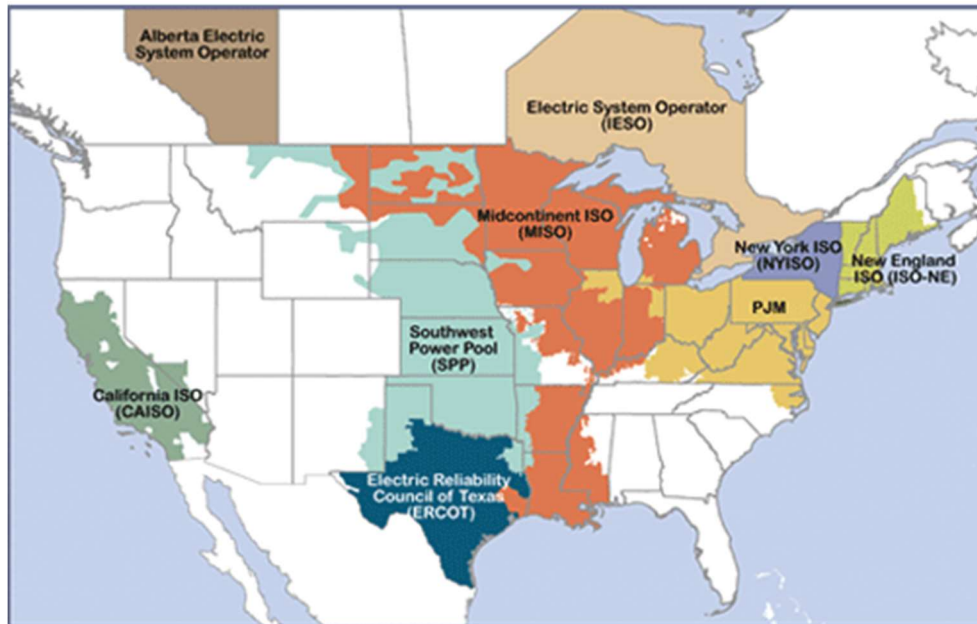 Alberta Electric
System Operator
Electric System Operator
(IESO)
Midcontinent ISO
(MISO)
New York ISO
(NYISO)
New England
ISO (ISO-NE)
PJM
Southwest
Power Pool
(SPP)
California ISO
(CAISO)
Electric Reliability
Council of Texas
(ERCOT)